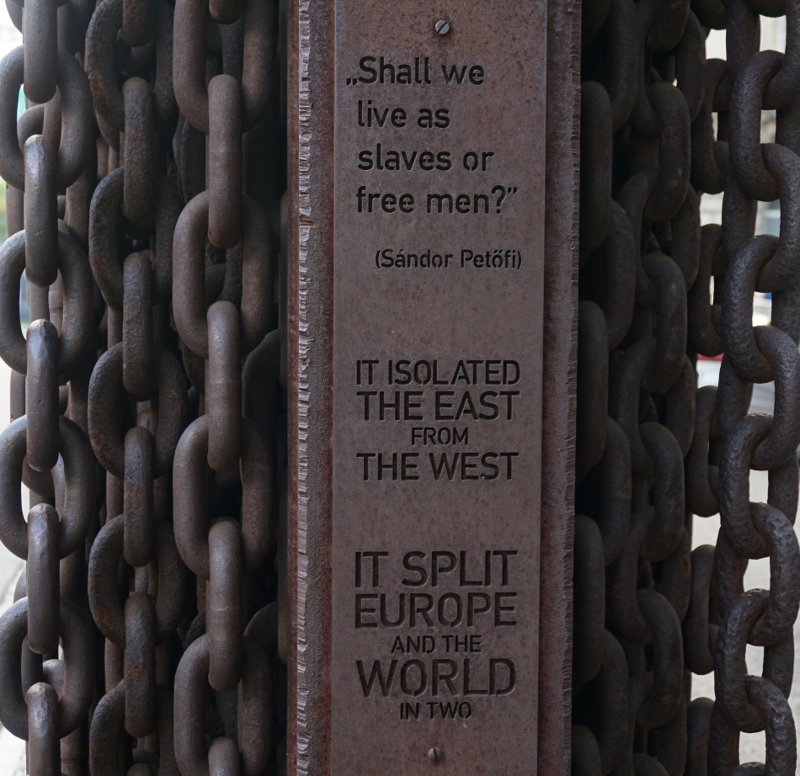 „Shall we
live as
slaves or
free men?”
(Sándor Petőfi)
IT ISOLATED
THE EAST
FROM
THE WEST
IT SPLIT
EUROPE
AND THE
WORLD
IN TWO